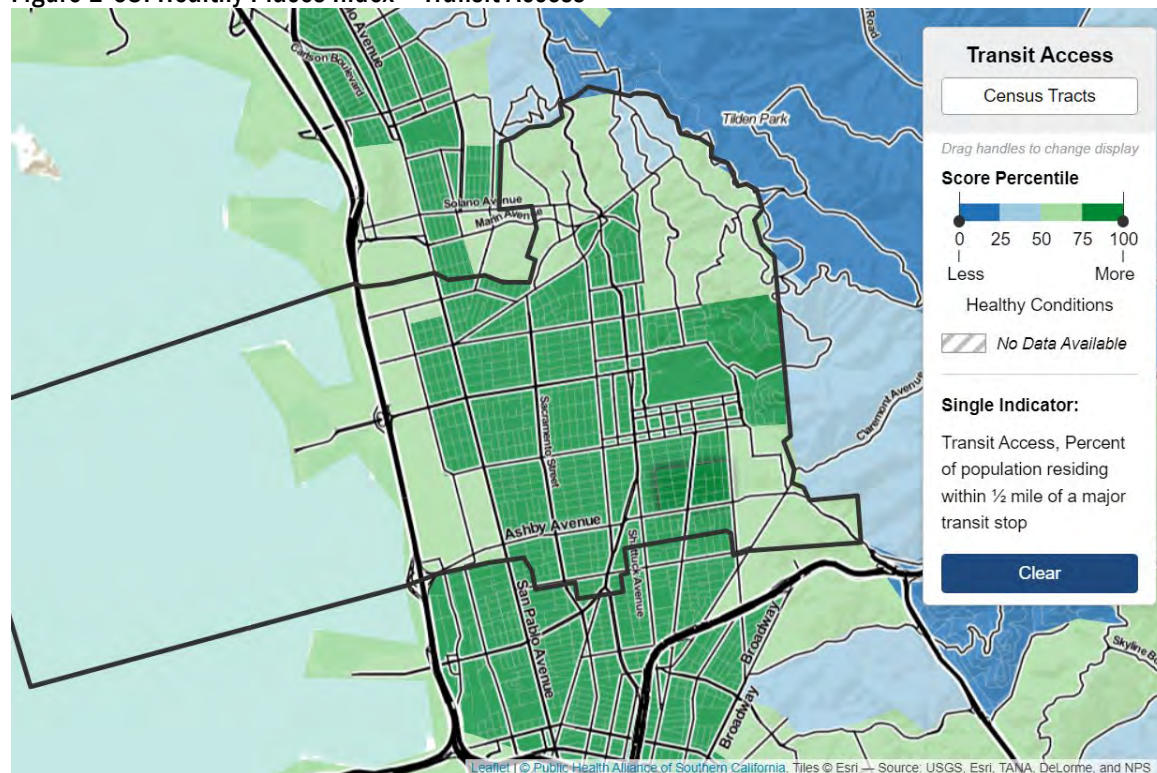 Transit Access
Census Tracts
Drag handles to change display
Score Percentile
0 25 50 75 100
Less More
Healthy Conditions
No Data Available
Single Indicator:
Transit Access, Percent
of population residing
within ½ mile of a major
transit stop
Clear
Carlson Boulevard
Road
Tilden Park
Solano Avenue
Marin Avenue
Claremont Avenue
Sacramento Street
Ashby Avenue
Shattuck Avenue
San Pablo Avenue
Broadway
Broadway
Leaflet | © Public Health Alliance of Southern California, Tiles © Esri — Source: USGS, Esri, TANA, DeLorme, and NPS